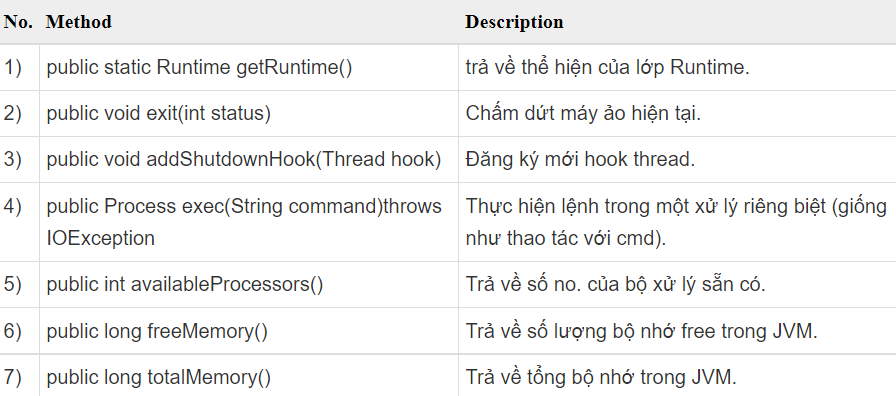 No. Method Description
1) public static Runtime getRuntime() trả về thể hiện của lớp Runtime.
2) public void exit(int status) Chấm dứt máy ảo hiện tại.
3) public void addShutdownHook(Thread hook) Đăng ký mới hook thread.
4) public Process exec(String command)throws Thực hiện lệnh trong một xử lý riêng biệt (giống
IOException như thao tác với cmd).
5) public int availableProcessors() Trả về số no. của bộ xử lý sẵn có.
6) public long freeMemory() Trả về số lượng bộ nhớ free trong JVM.
7) public long totalMemory() Trả về tổng bộ nhớ trong JVM.